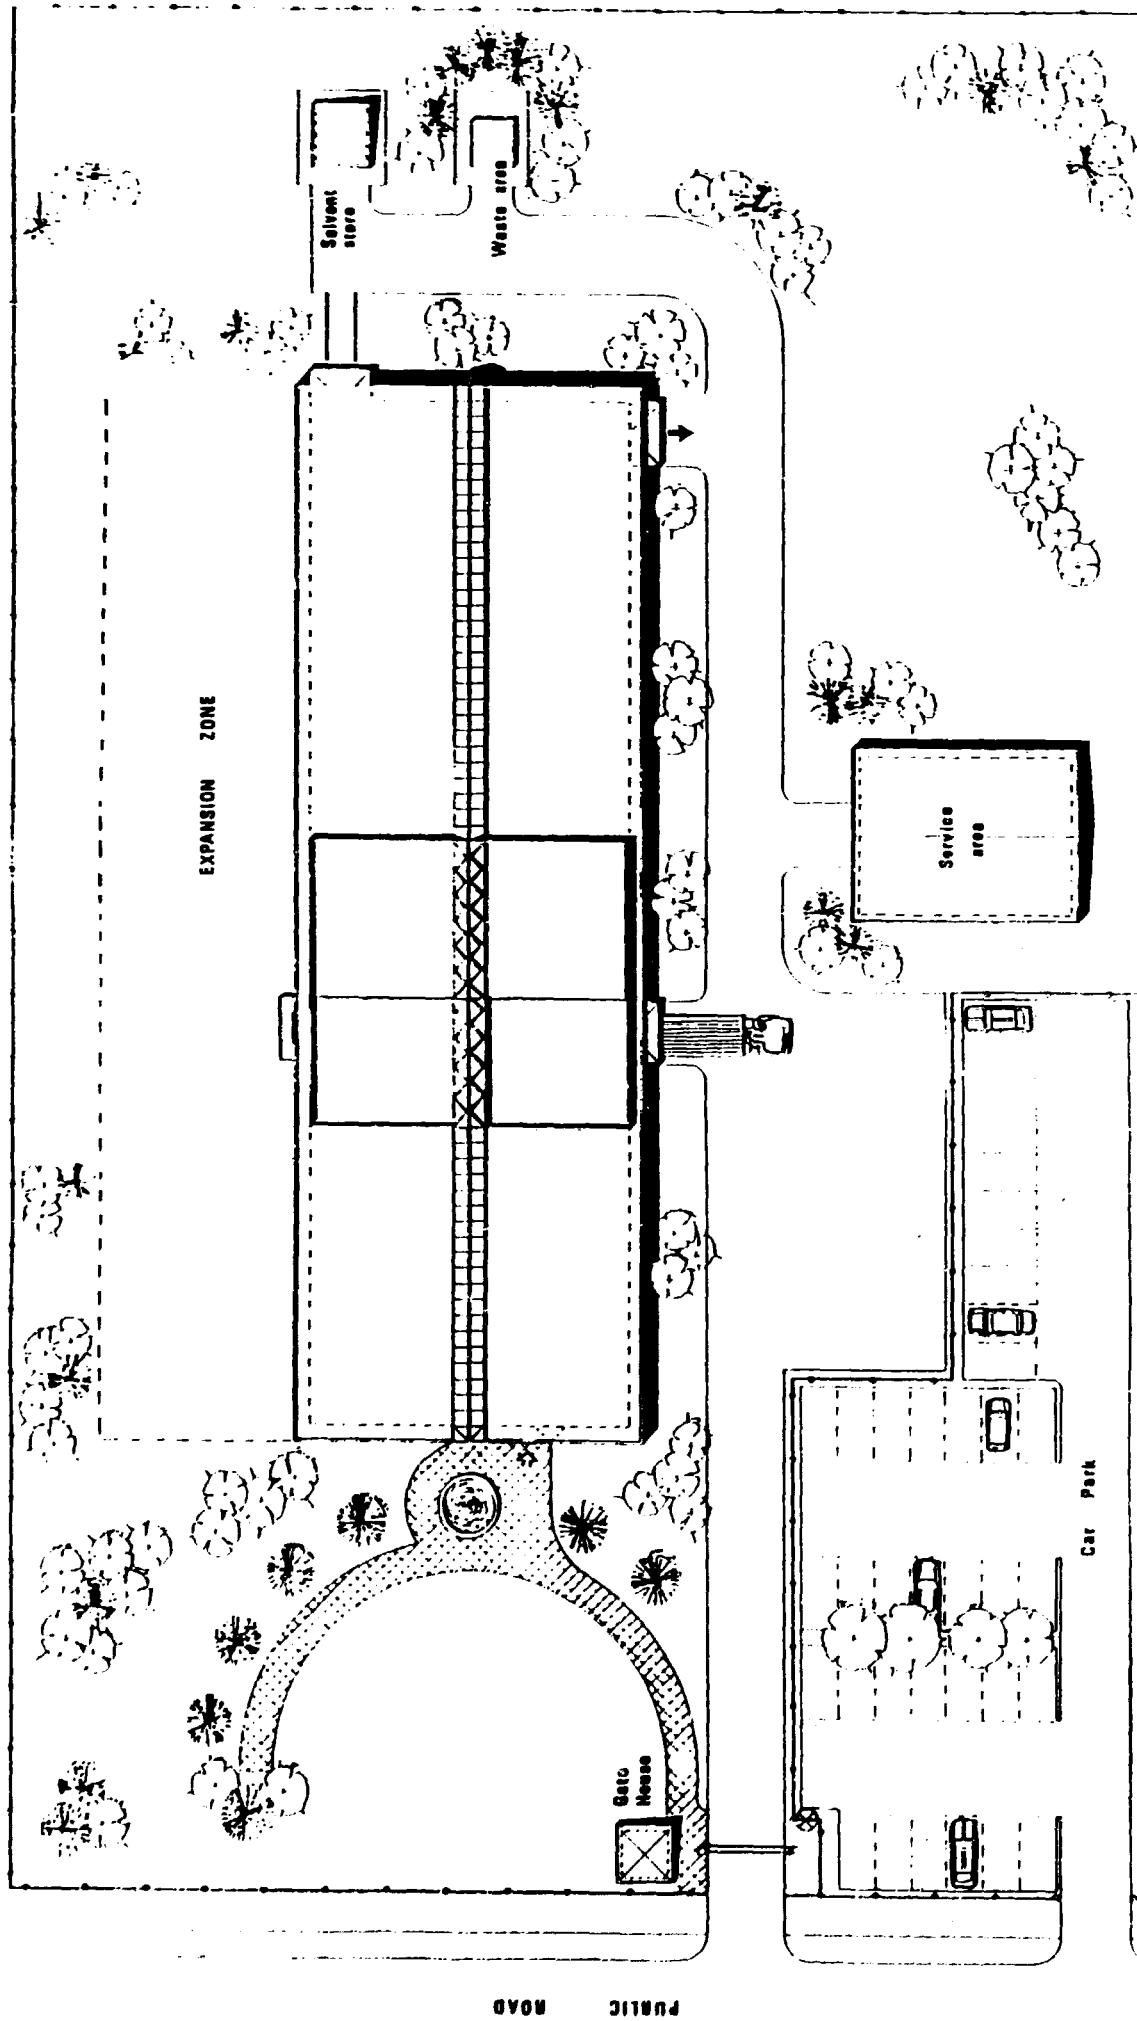 Solvent
store
Waste area
EXPANSION ZONE
Service
area
Car Park
Gate
House
PUBLIC ROAD